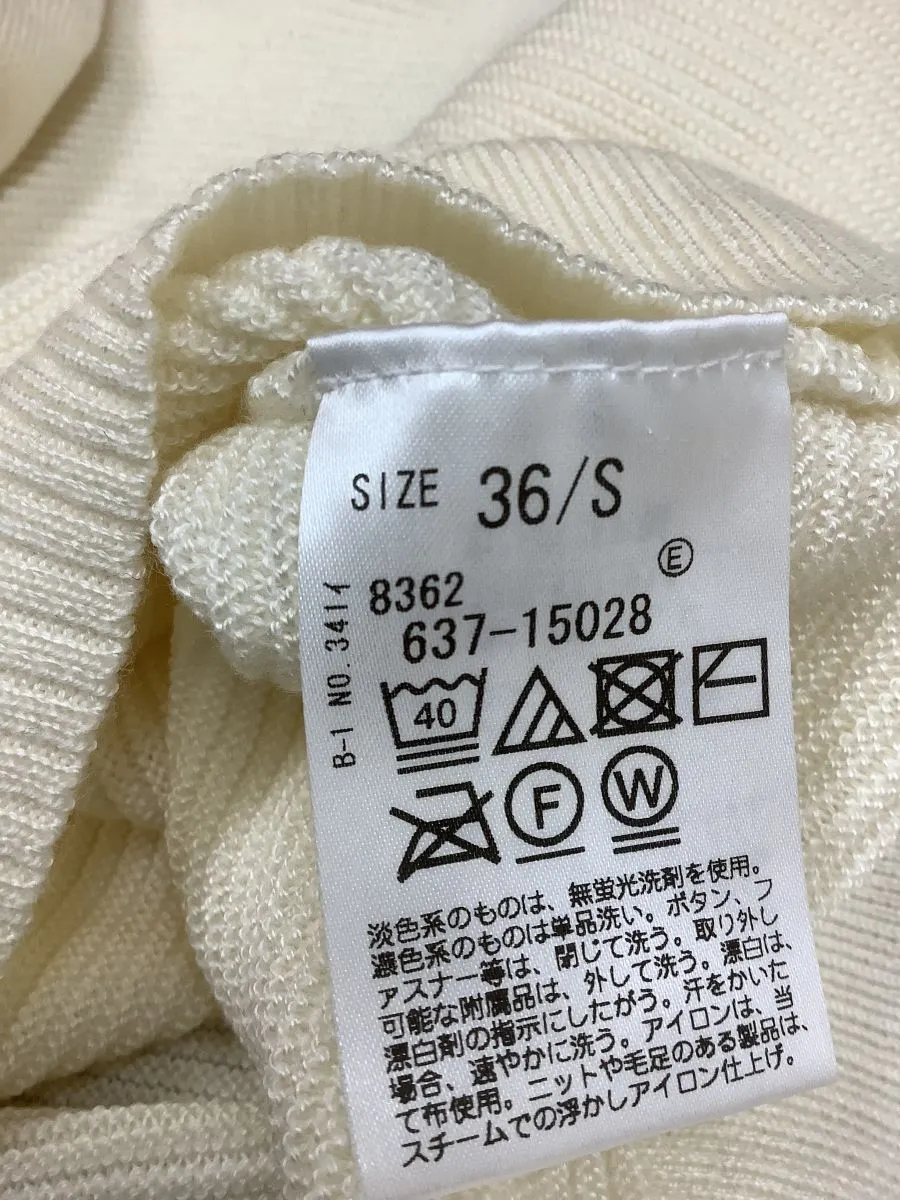 SIZE 36/S
E
8362
637-15028
B-1 NO.341イ
40
F W
淡色系のものは、無蛍光洗剤を使用。
濃色系のものは単品洗い。ボタン、フ
ァスナー等は、閉じて洗う。取り外し
可能な附属品は、外して洗う。漂白は、
漂白剤の指示にしたがう。汗をかいた
場合、速やかに洗う。アイロンは、当
て布使用。ニットや毛足のある製品は、
スチームでの浮かしアイロン仕上げ。